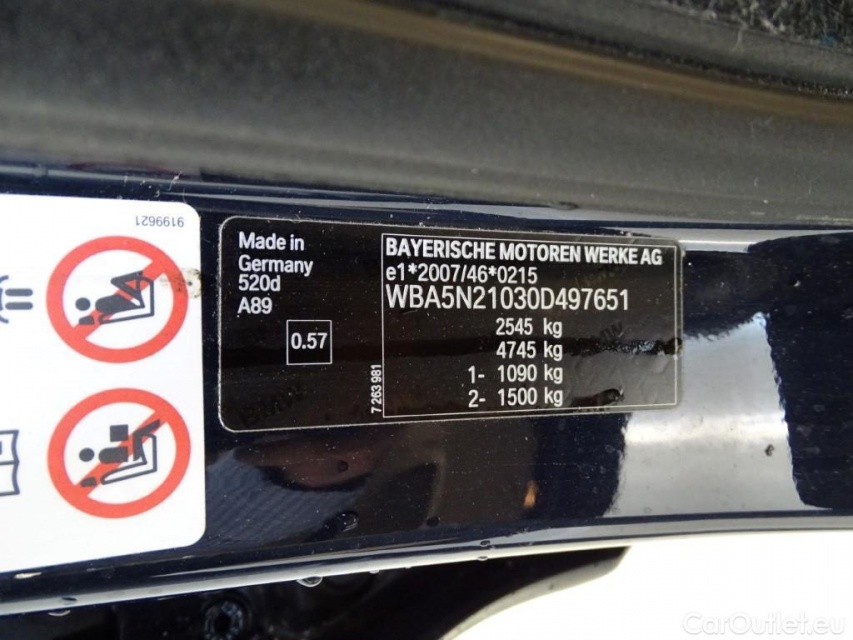 9199621
Made in
Germany
520d
A89
0.57
7 263 981
BAYERISCHE MOTOREN WERKE AG
e1*2007/46*0215
WBA5N21030D497651
2545 kg
4745 kg
1- 1090 kg
2- 1500 kg
BMW
CarOutlet.eu